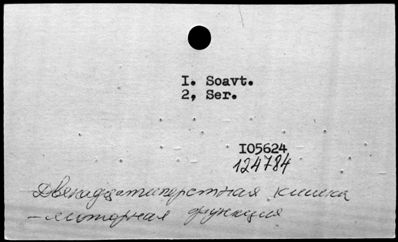 I. Soavt.
2, Ser.
I05624
124784
Двенадцатиперстная кишка
– моторная функция